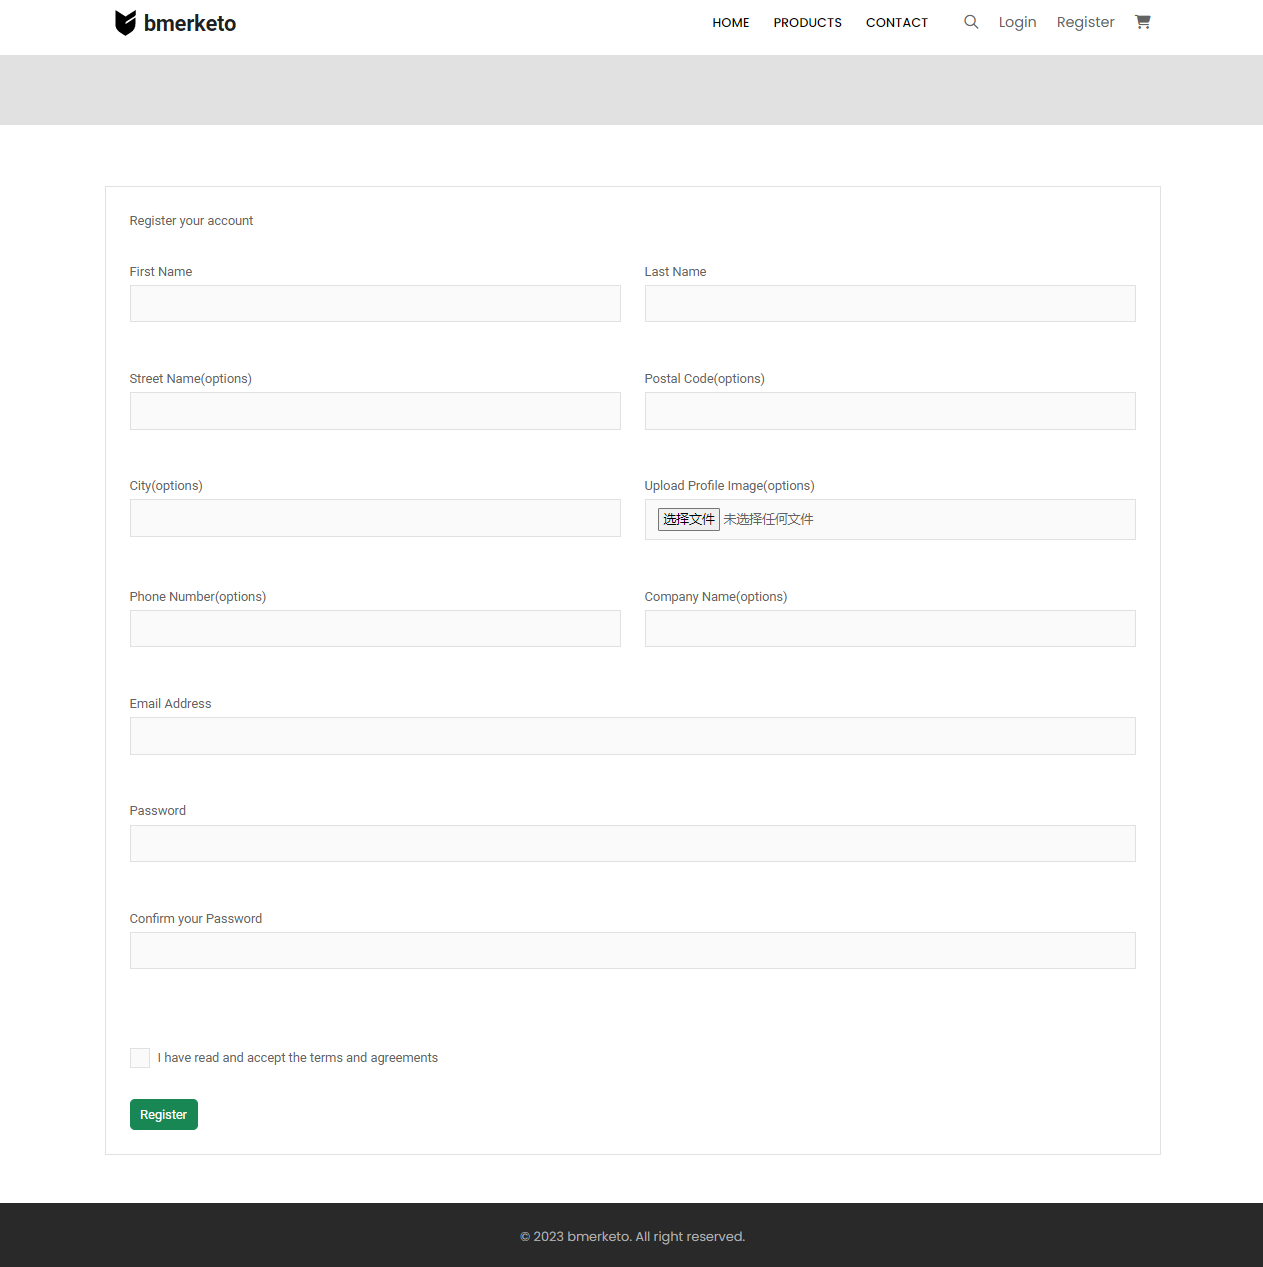 bmerketo HOME PRODUCTS CONTACT Login Register
Register your account
First Name Last Name
Street Name(options) Postal Code(options)
City(options) Upload Profile Image(options)
选择文件 未选择任何文件
Phone Number(options) Company Name(options)
Email Address
Password
Confirm your Password
I have read and accept the terms and agreements
Register
© 2023 bmerketo. All right reserved.